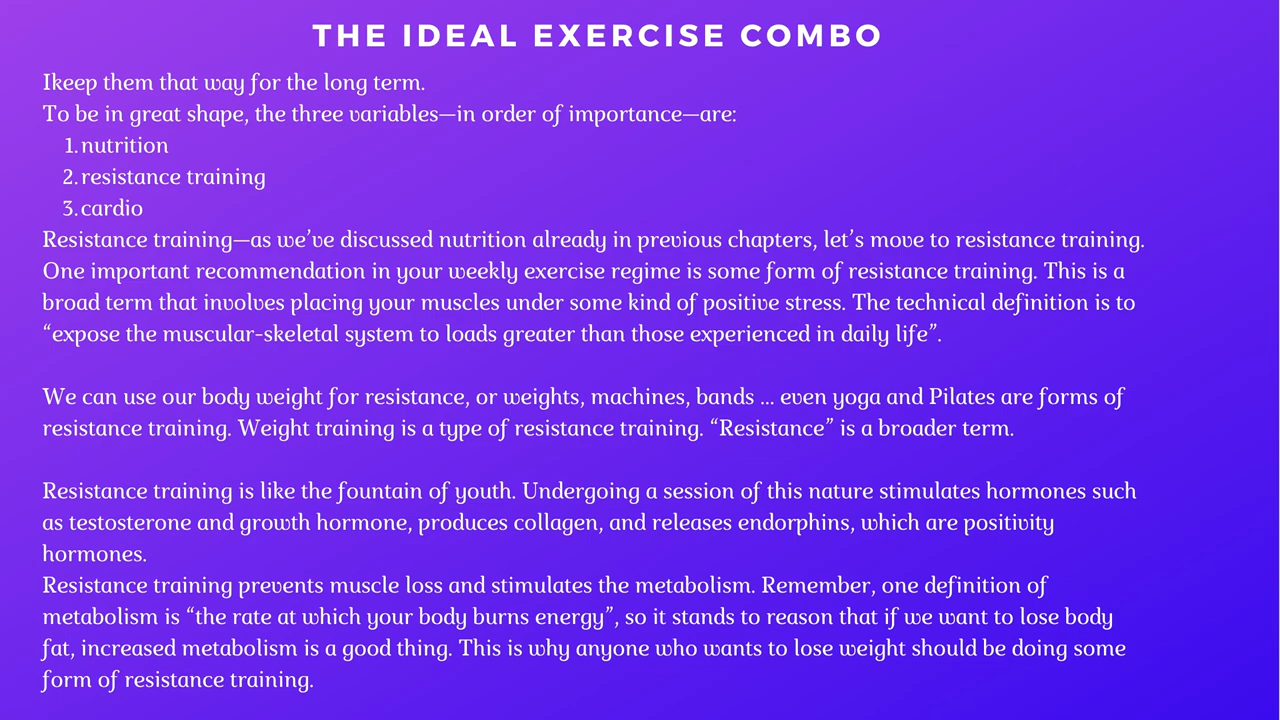 THE IDEAL EXERCISE COMBO
Ikeep them that way for the long term.
To be in great shape, the three variables—in order of importance—are:
1. nutrition
2. resistance training
3. cardio
Resistance training—as we’ve discussed nutrition already in previous chapters, let’s move to resistance training.
One important recommendation in your weekly exercise regime is some form of resistance training. This is a
broad term that involves placing your muscles under some kind of positive stress. The technical definition is to
“expose the muscular-skeletal system to loads greater than those experienced in daily life”.
We can use our body weight for resistance, or weights, machines, bands ... even yoga and Pilates are forms of
resistance training. Weight training is a type of resistance training. “Resistance” is a broader term.
Resistance training is like the fountain of youth. Undergoing a session of this nature stimulates hormones such
as testosterone and growth hormone, produces collagen, and releases endorphins, which are positivity
hormones.
Resistance training prevents muscle loss and stimulates the metabolism. Remember, one definition of
metabolism is “the rate at which your body burns energy”, so it stands to reason that if we want to lose body
fat, increased metabolism is a good thing. This is why anyone who wants to lose weight should be doing some
form of resistance training.